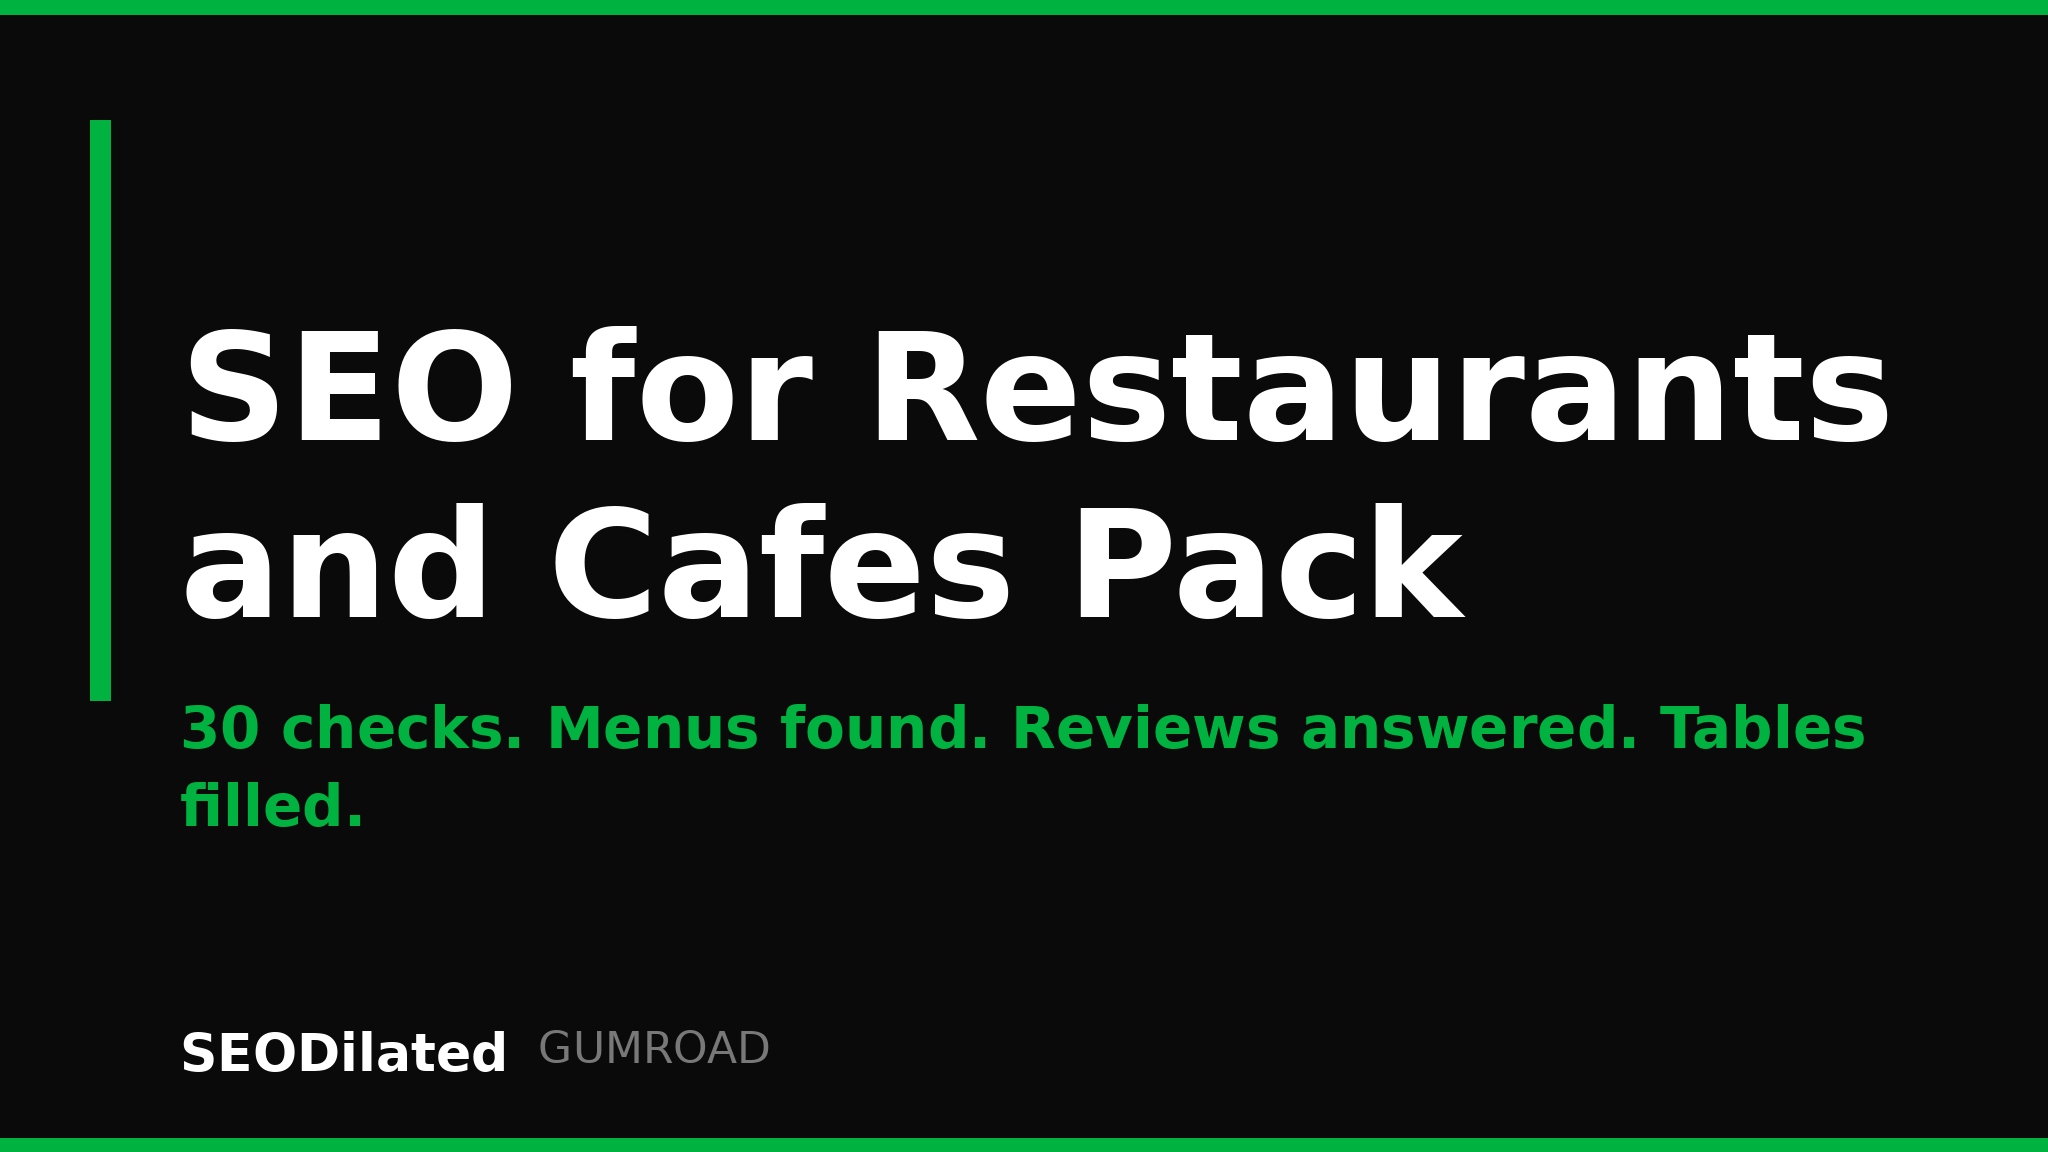 SEO for Restaurants
and Cafes Pack
30 checks. Menus found. Reviews answered. Tables
filled.
SEODilated GUMROAD